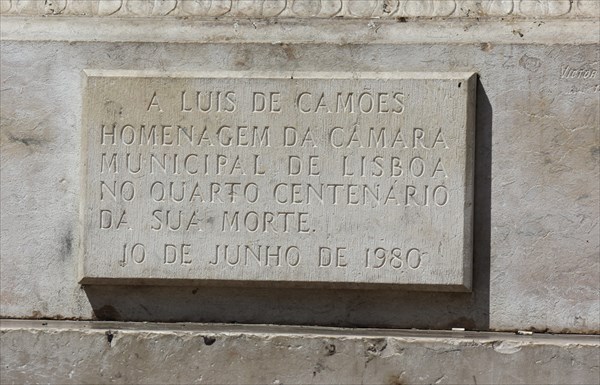 A LUIS DE CAMÕES
HOMENAGEM DA CÂMARA
MUNICIPAL DE LISBOA
NO QUARTO CENTENÁRIO
DA SUA MORTE.
10 DE JUNHO DE 1980
VICTOR